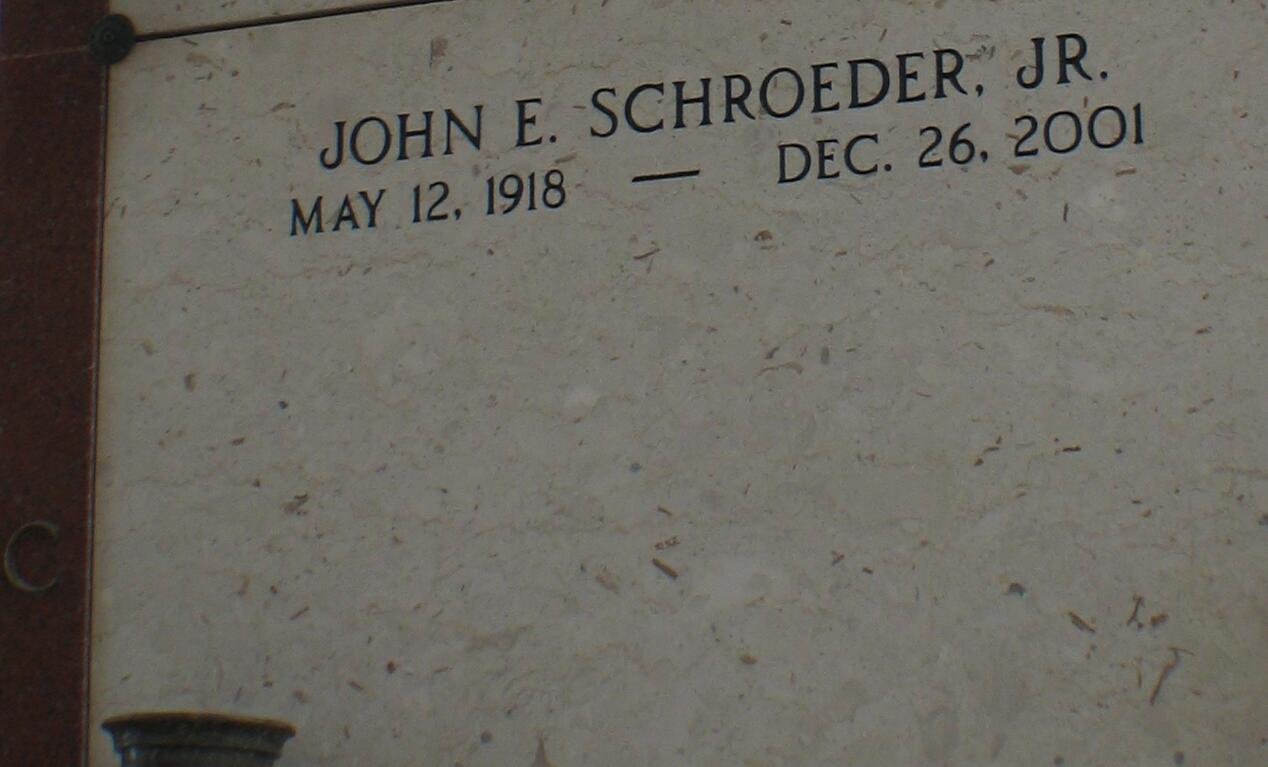 JOHN E. SCHROEDER, JR.
MAY 12, 1918 — DEC. 26, 2001
C